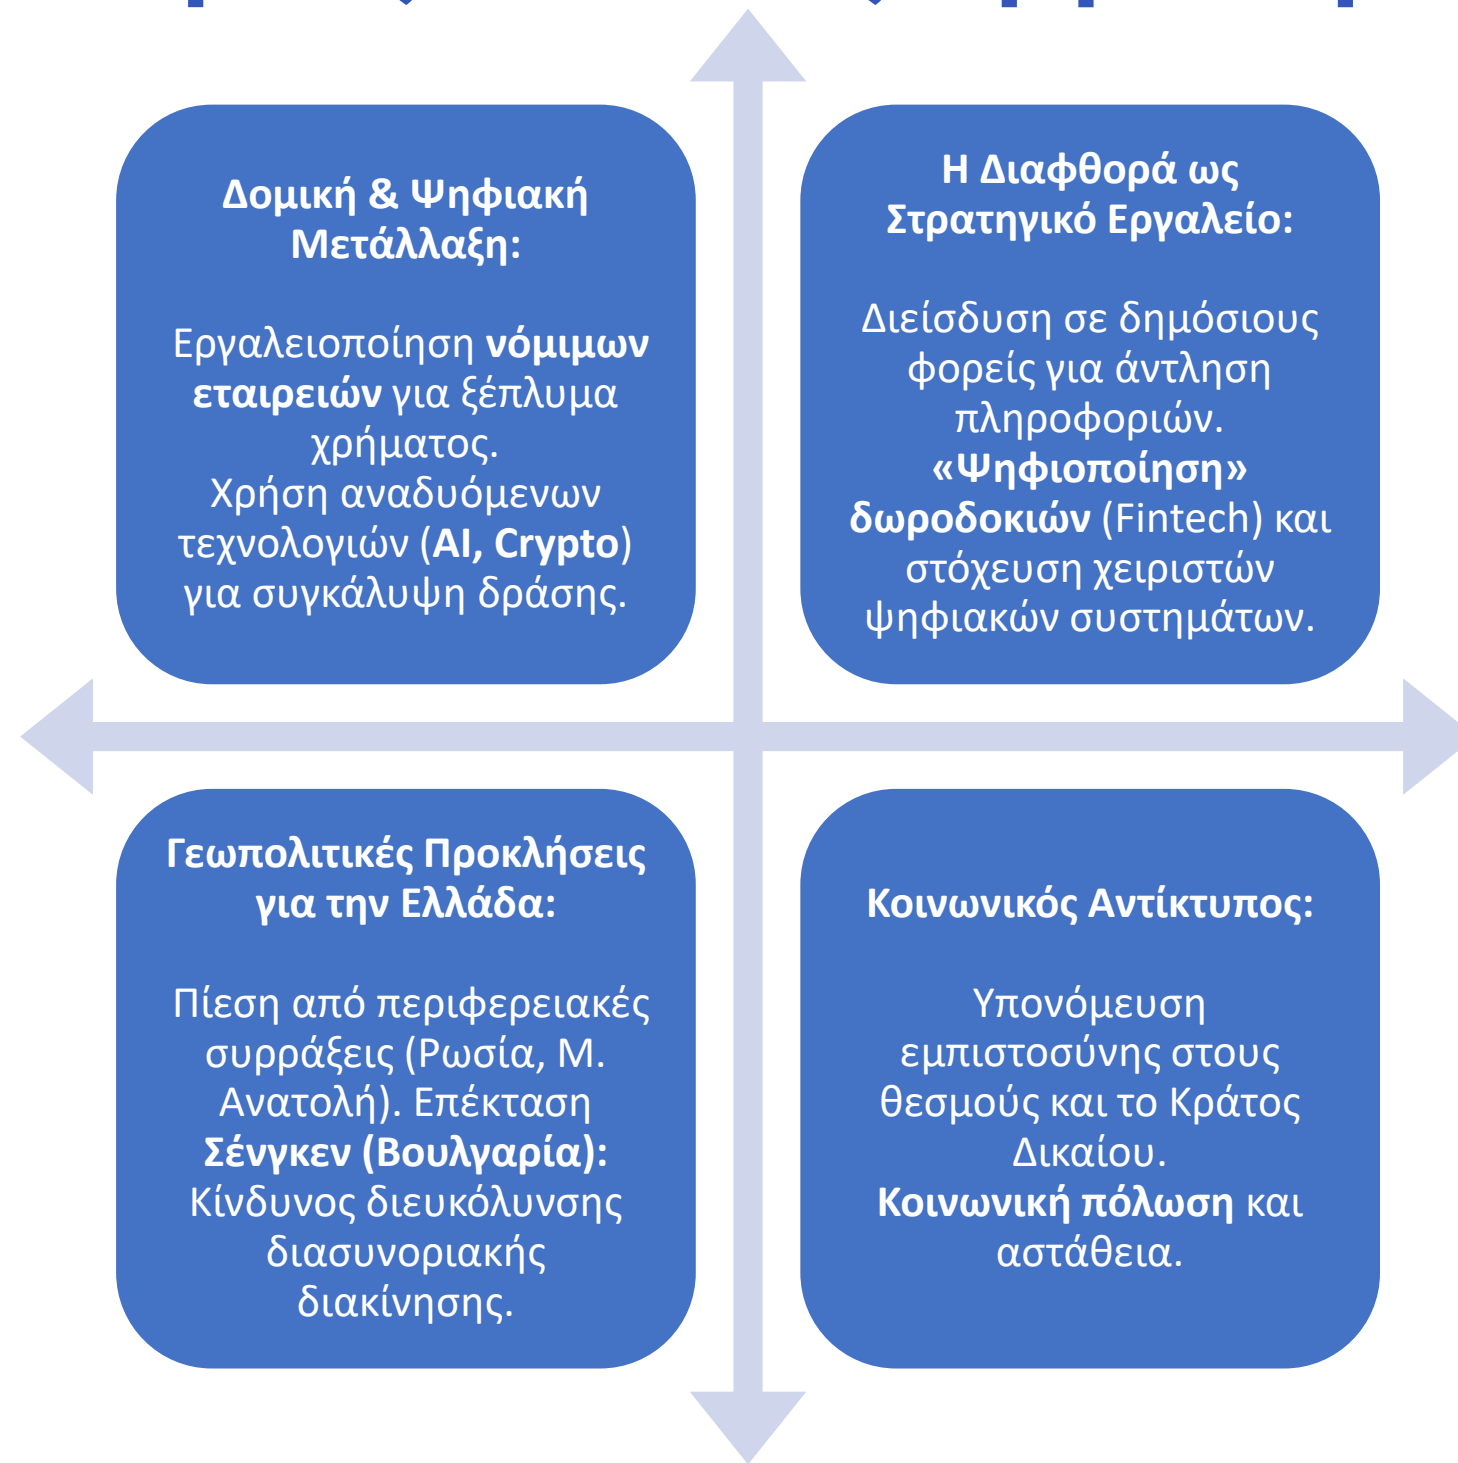 Δομική & Ψηφιακή
Μετάλλαξη:
Εργαλειοποίηση νόμιμων
εταιρειών για ξέπλυμα
χρήματος.
Χρήση αναδυόμενων
τεχνολογιών (AI, Crypto)
για συγκάλυψη δράσης.
Η Διαφθορά ως
Στρατηγικό Εργαλείο:
Διείσδυση σε δημόσιους
φορείς για άντληση
πληροφοριών.
«Ψηφιοποίηση»
δωροδοκιών (Fintech) και
στόχευση χειριστών
ψηφιακών συστημάτων.
Γεωπολιτικές Προκλήσεις
για την Ελλάδα:
Πίεση από περιφερειακές
συρράξεις (Ρωσία, Μ.
Ανατολή). Επέκταση
Σένγκεν (Βουλγαρία):
Κίνδυνος διευκόλυνσης
διασυνοριακής
διακίνησης.
Κοινωνικός Αντίκτυπος:
Υπονόμευση
εμπιστοσύνης στους
θεσμούς και το Κράτος
Δικαίου.
Κοινωνική πόλωση και
αστάθεια.